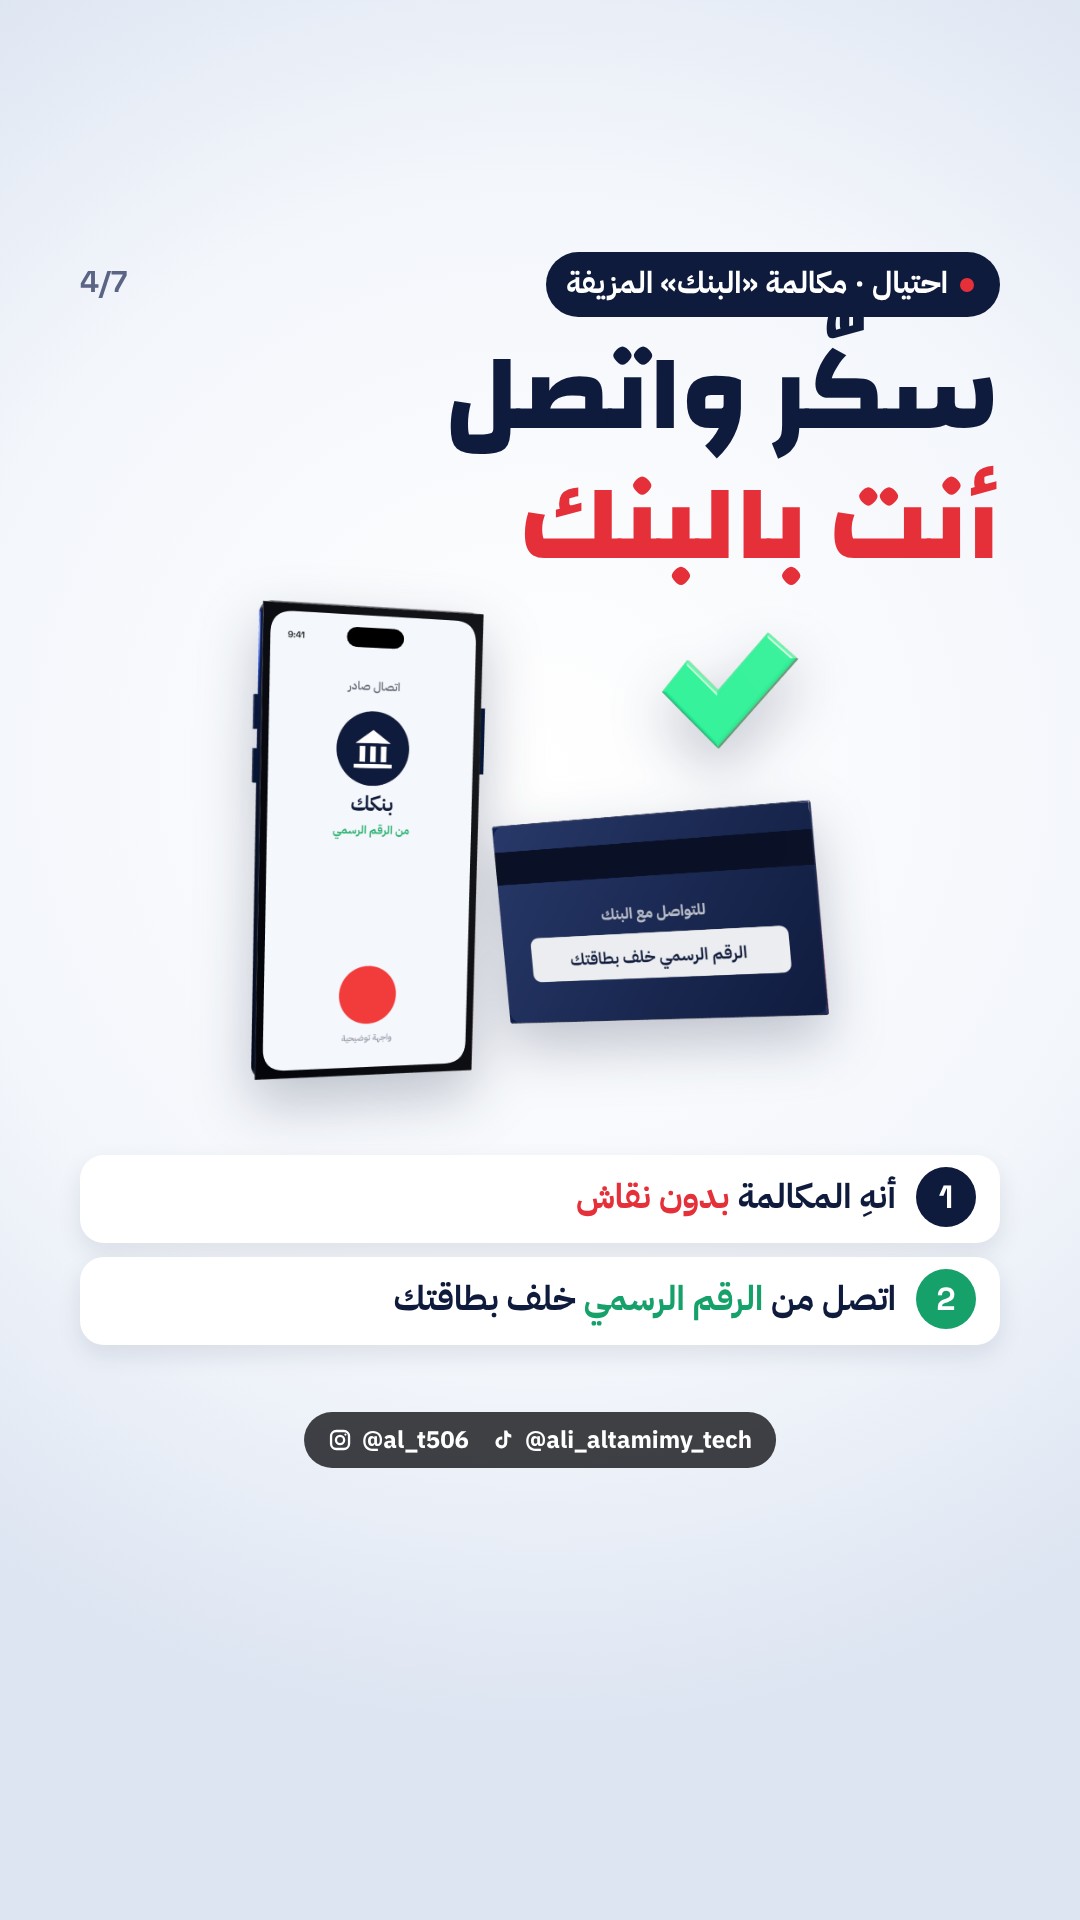 احتيال · مكالمة «البنك» المزيفة
4/7
سكَّر واتصل
أنت بالبنك
9:41
اتصال صادر
بنكك
من الرقم الرسمي
واجهة توضيحية
للتواصل مع البنك
الرقم الرسمي خلف بطاقتك
1 أنهِ المكالمة بدون نقاش
2 اتصل من الرقم الرسمي خلف بطاقتك
@al_t506 @ali_altamimy_tech